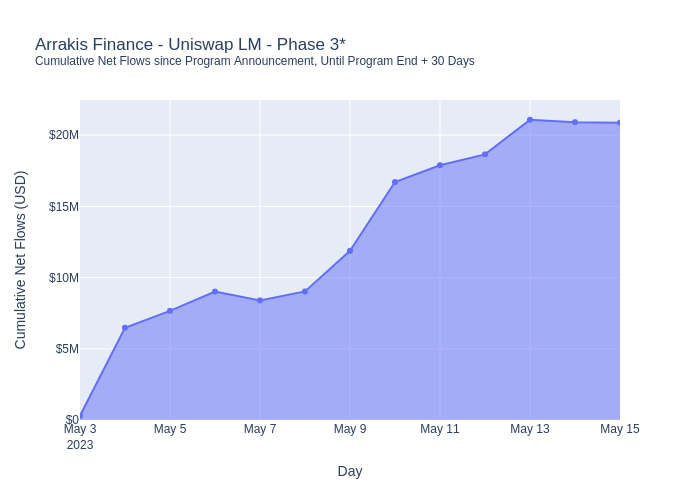 Arrakis Finance - Uniswap LM - Phase 3*
Cumulative Net Flows since Program Announcement, Until Program End + 30 Days
Cumulative Net Flows (USD)
$20M
$15M
$10M
$5M
$0
May 3
2023
May 5
May 7
May 9
May 11
May 13
May 15
Day